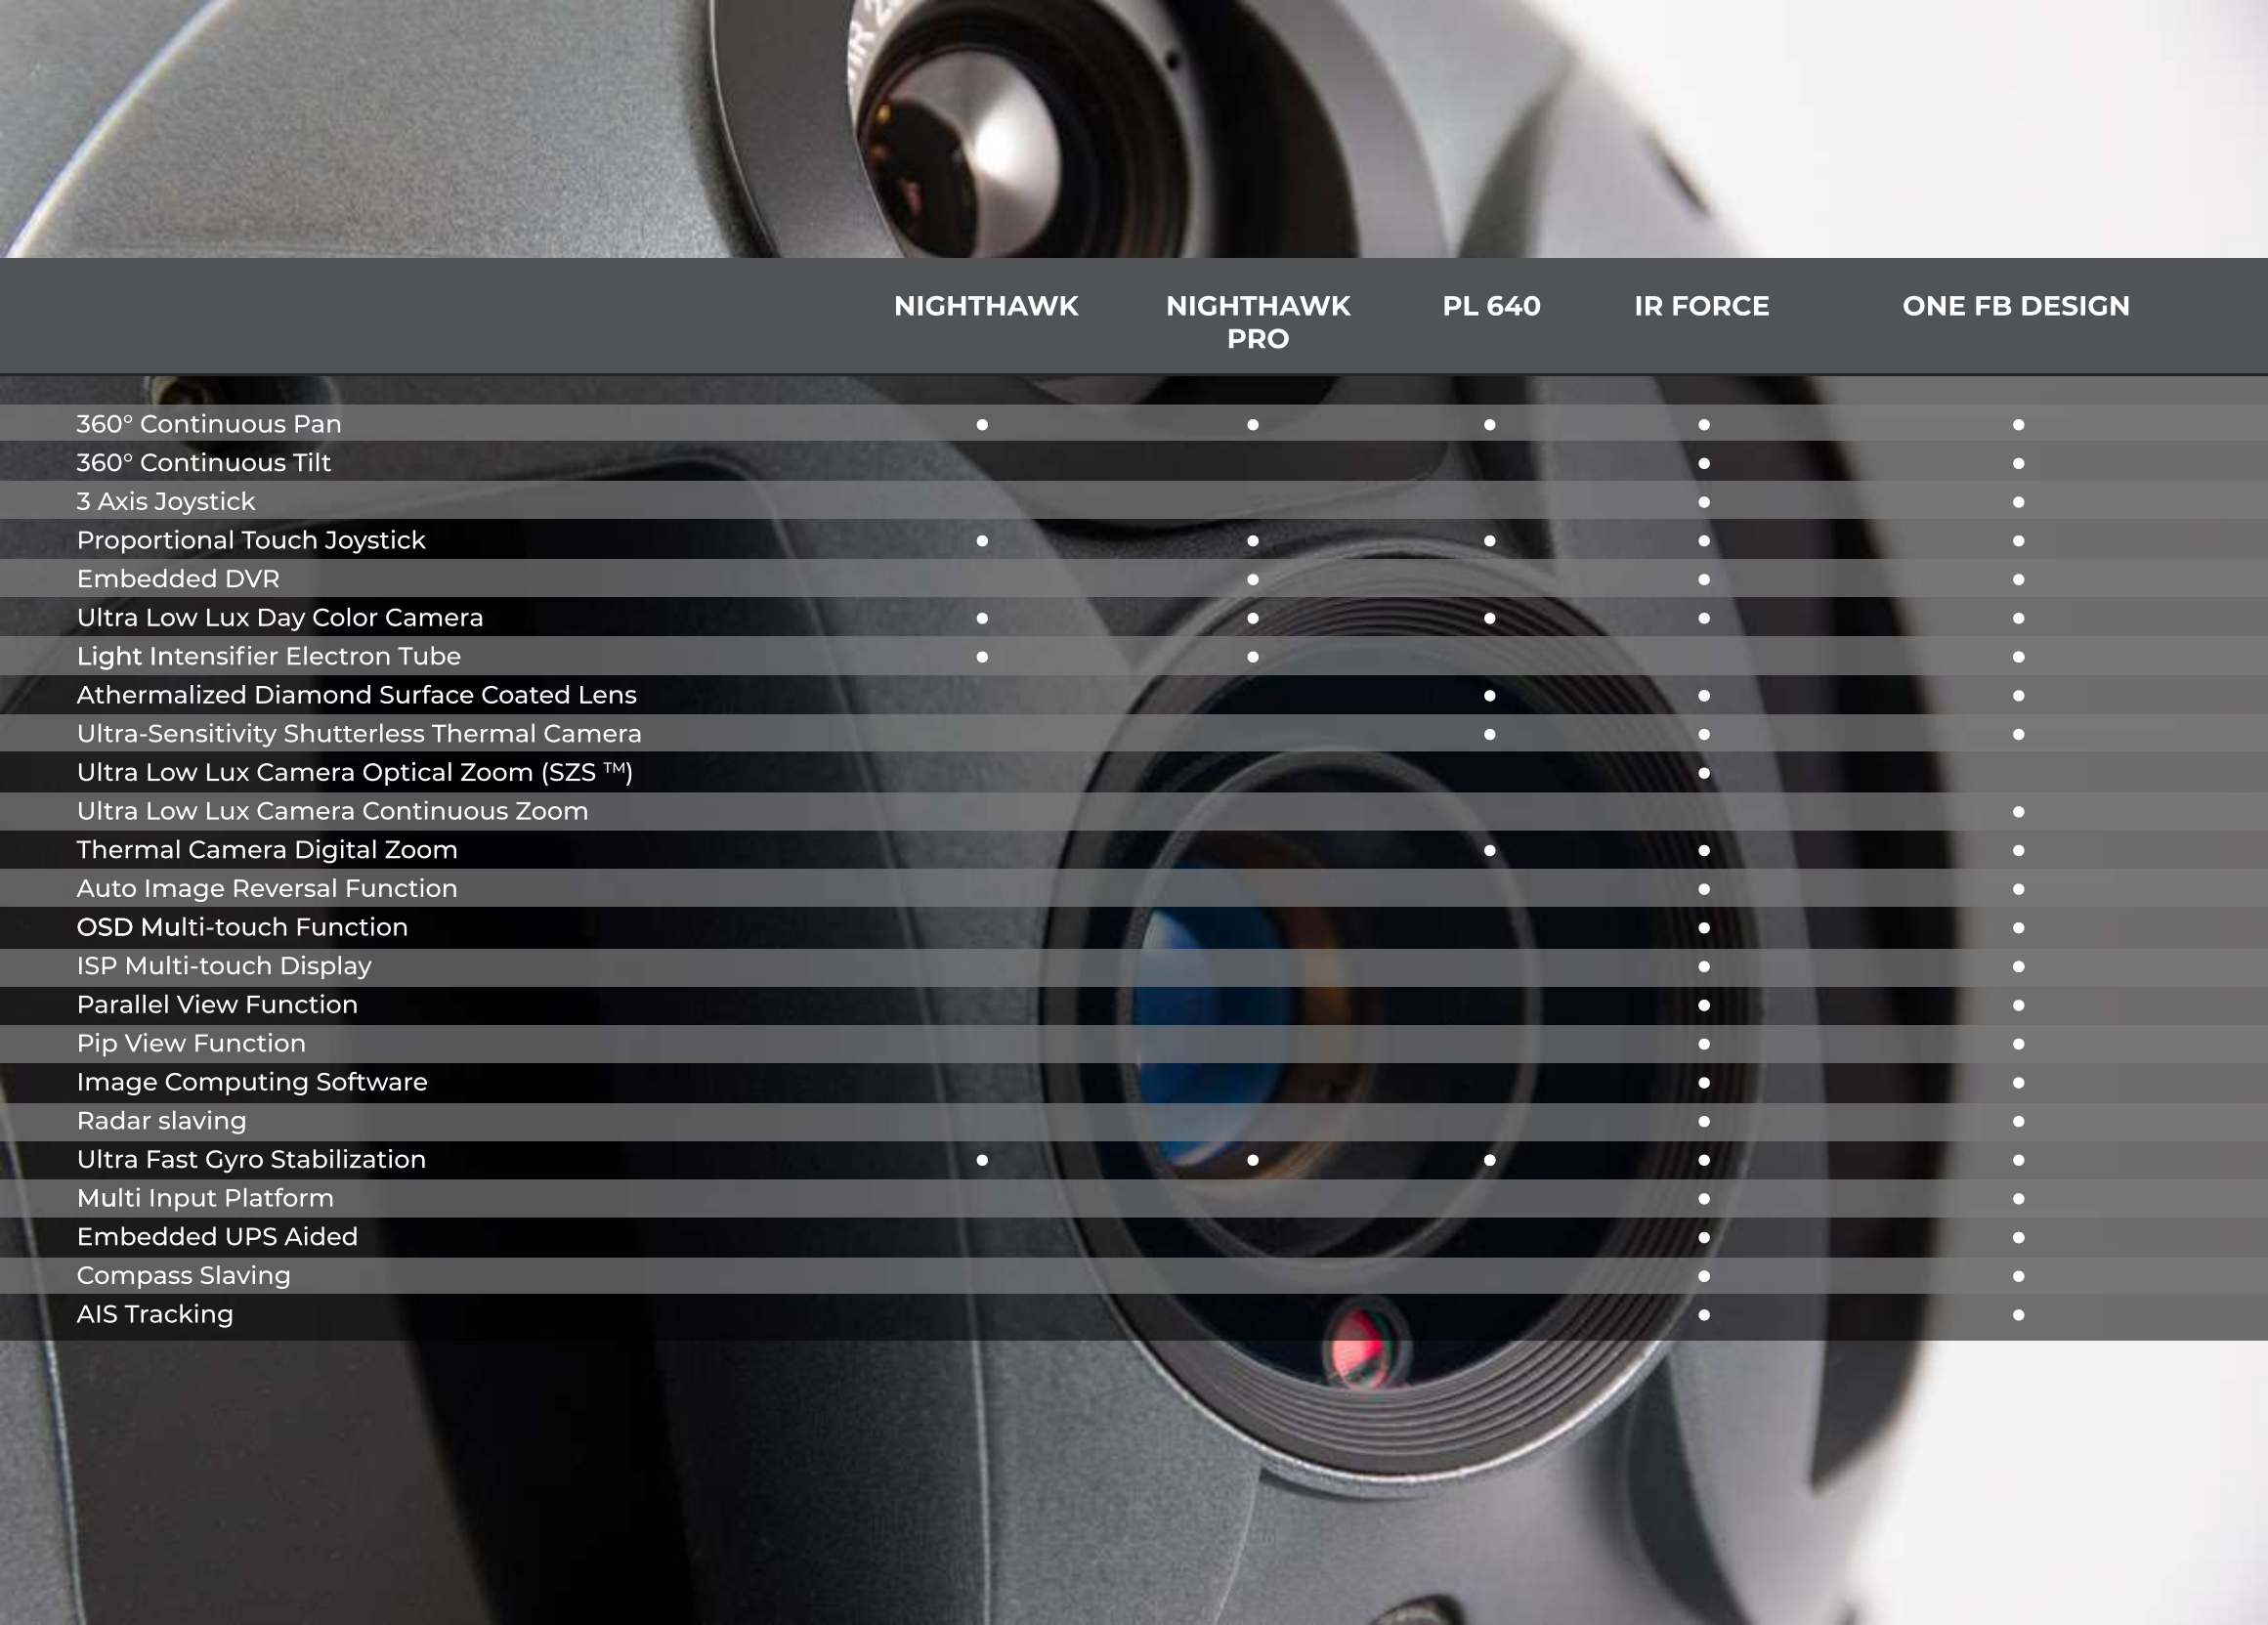 NIGHTHAWK NIGHTHAWK PRO PL 640 IR FORCE ONE FB DESIGN
360° Continuous Pan • • • • •
360° Continuous Tilt • •
3 Axis Joystick • •
Proportional Touch Joystick • • • • •
Embedded DVR • • •
Ultra Low Lux Day Color Camera • • • • •
Light Intensifier Electron Tube • • •
Athermalized Diamond Surface Coated Lens • • •
Ultra-Sensitivity Shutterless Thermal Camera • • •
Ultra Low Lux Camera Optical Zoom (SZS ™) •
Ultra Low Lux Camera Continuous Zoom •
Thermal Camera Digital Zoom • • •
Auto Image Reversal Function • •
OSD Multi-touch Function • •
ISP Multi-touch Display • •
Parallel View Function • •
Pip View Function • •
Image Computing Software • •
Radar slaving • •
Ultra Fast Gyro Stabilization • • • • •
Multi Input Platform • •
Embedded UPS Aided • •
Compass Slaving • •
AIS Tracking • •